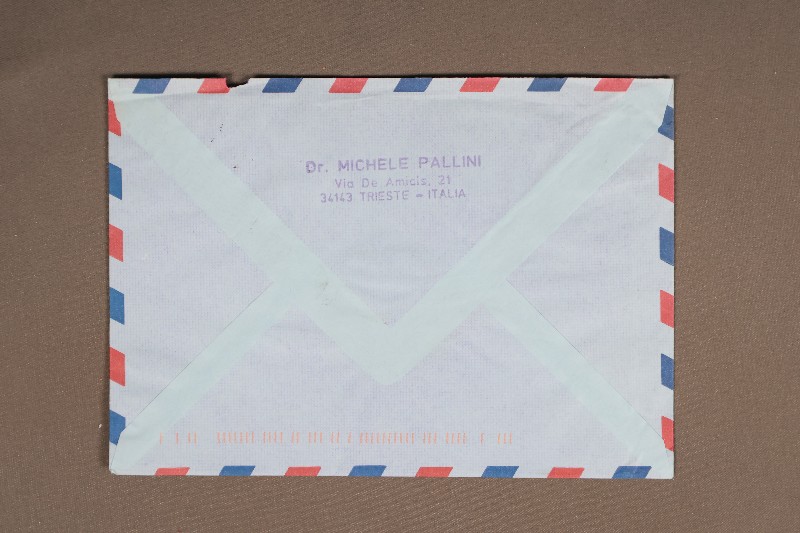 Dr. MICHELE PALLINI
Via De Amicis, 21
34143 TRIESTE - ITALIA